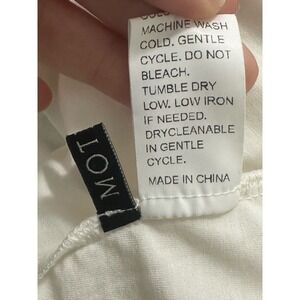 MACHINE WASH
COLD. GENTLE
CYCLE. DO NOT
BLEACH.
TUMBLE DRY
LOW. LOW IRON
IF NEEDED.
DRYCLEANABLE
IN GENTLE
CYCLE.
MADE IN CHINA
MOT